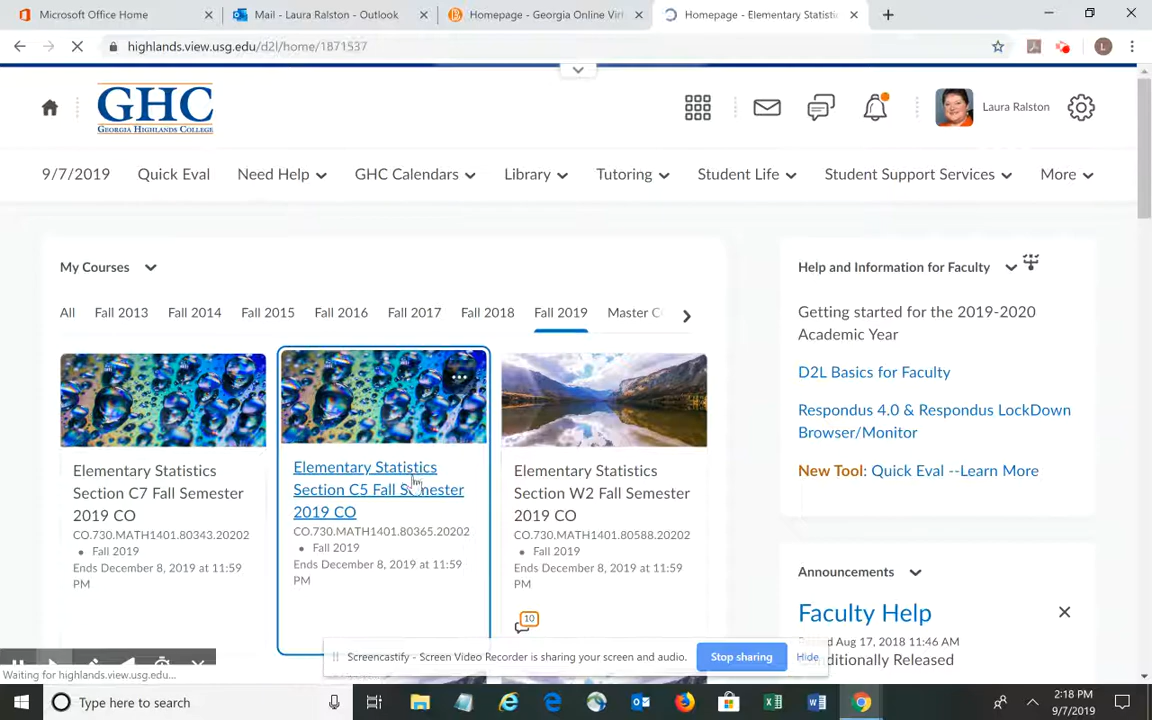 Microsoft Office Home
Mail - Laura Ralston - Outlook
Homepage - Georgia Online Virt
Homepage - Elementary Statisti
highlands.view.usg.edu/d2l/home/1871537
L
GHC
GEORGIA HIGHLANDS COLLEGE
Laura Ralston
9/7/2019 Quick Eval Need Help GHC Calendars Library Tutoring Student Life Student Support Services More
My Courses
All Fall 2013 Fall 2014 Fall 2015 Fall 2016 Fall 2017 Fall 2018 Fall 2019 Master C
Elementary Statistics
Section C7 Fall Semester
2019 CO
CO.730.MATH1401.80343.20202
• Fall 2019
Ends December 8, 2019 at 11:59
PM
Elementary Statistics
Section C5 Fall Semester
2019 CO
CO.730.MATH1401.80365.20202
• Fall 2019
Ends December 8, 2019 at 11:59
PM
Elementary Statistics
Section W2 Fall Semester
2019 CO
CO.730.MATH1401.80588.20202
• Fall 2019
Ends December 8, 2019 at 11:59
PM
10
Help and Information for Faculty
Getting started for the 2019-2020
Academic Year
D2L Basics for Faculty
Respondus 4.0 & Respondus LockDown
Browser/Monitor
New Tool: Quick Eval --Learn More
Announcements
Faculty Help
Aug 17, 2018 11:46 AM
nditionally Released
Screencastify - Screen Video Recorder is sharing your screen and audio.
Stop sharing
Hide
Waiting for highlands.view.usg.edu...
Type here to search
2:18 PM
9/7/2019